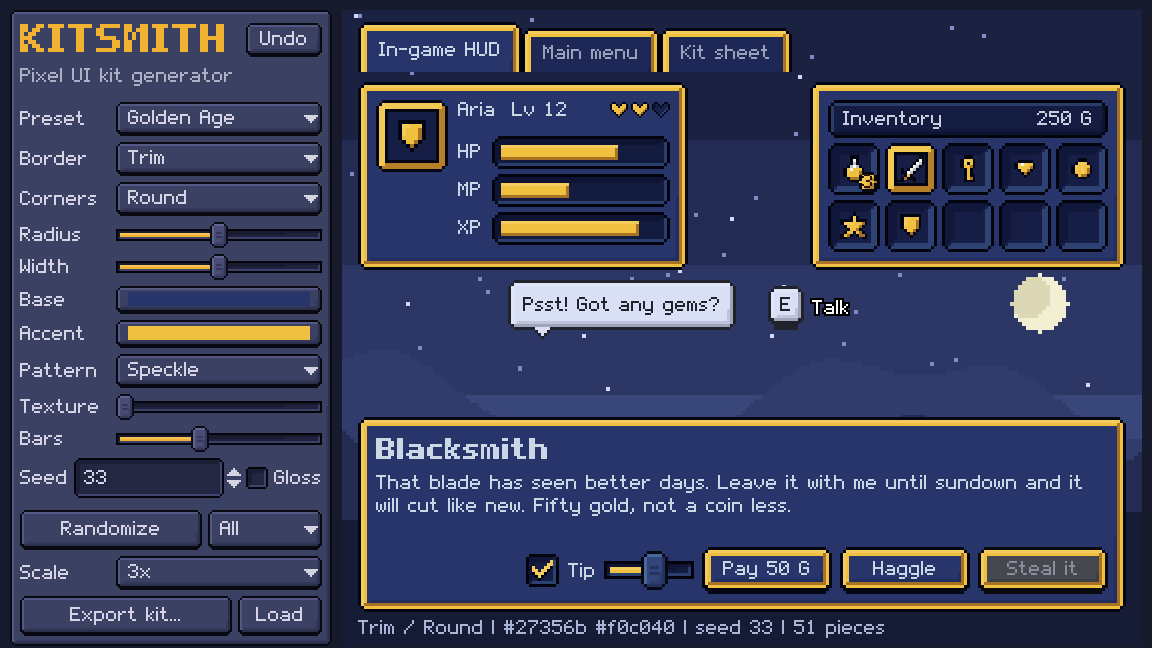 KITSMITH
Undo
Pixel UI kit generator
Preset Golden Age
Border Trim
Corners Round
Radius
Width
Base
Accent
Pattern Speckle
Texture
Bars
Seed 33 Gloss
Randomize All
Scale 3x
Export kit... Load
In-game HUD Main menu Kit sheet
Aria Lv 12
HP
MP
XP
Inventory 250 G
Psst! Got any gems?
E Talk
Blacksmith
That blade has seen better days. Leave it with me until sundown and it
will cut like new. Fifty gold, not a coin less.
Tip Pay 50 G Haggle Steal it
Trim / Round | #27356b #f0c040 | seed 33 | 51 pieces